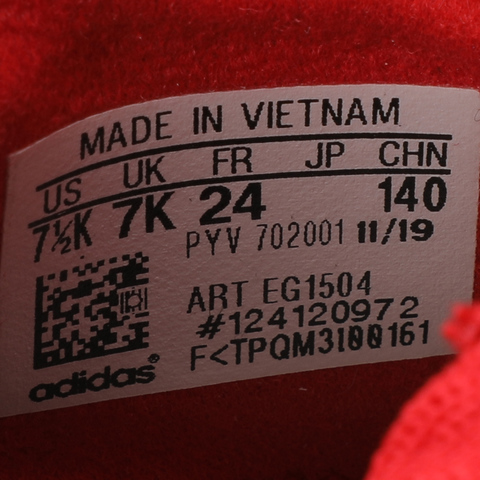 MADE IN VIETNAM
US UK FR JP CHN
7½K 7K 24 140
PYV 702001 11/19
ART EG1504
#124120972
F<TPQM3I00161
adidas®